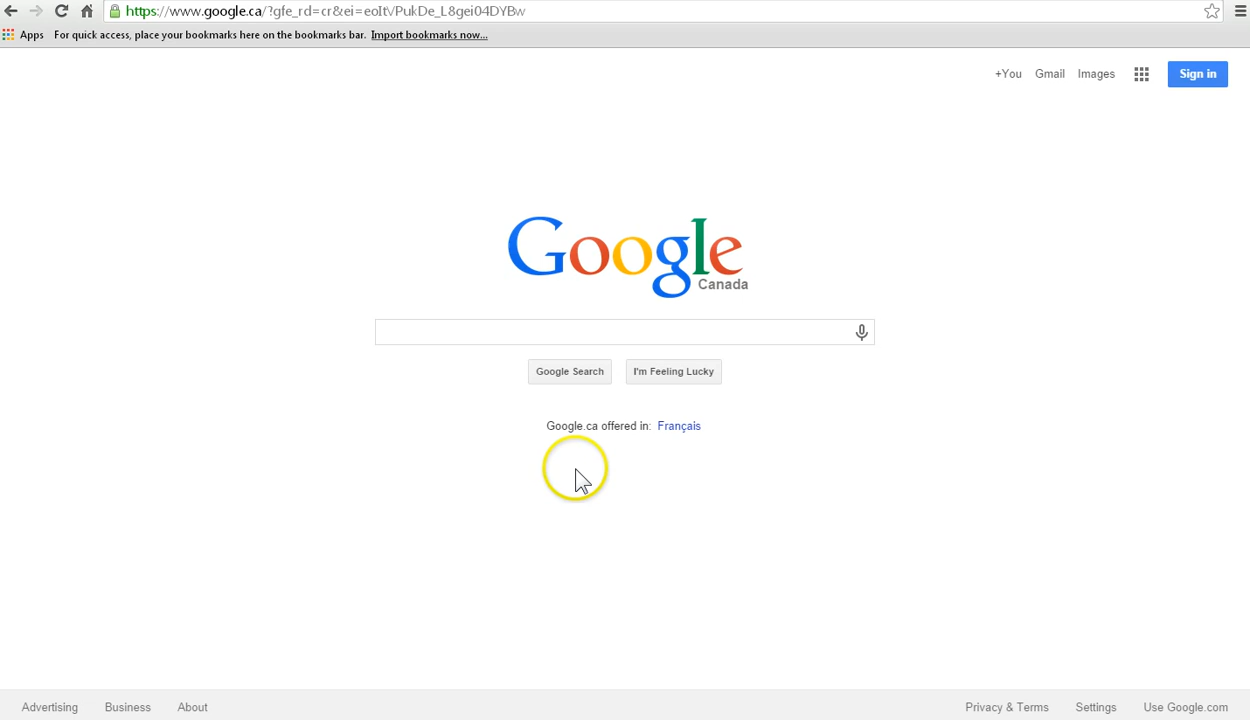 https://www.google.ca/?gfe_rd=cr&ei=eoItVPukDe_L8gei04DYBw
Apps For quick access, place your bookmarks here on the bookmarks bar. Import bookmarks now...
+You Gmail Images Sign in
Google
Canada
Google Search I'm Feeling Lucky
Google.ca offered in: Français
Advertising Business About Privacy & Terms Settings Use Google.com